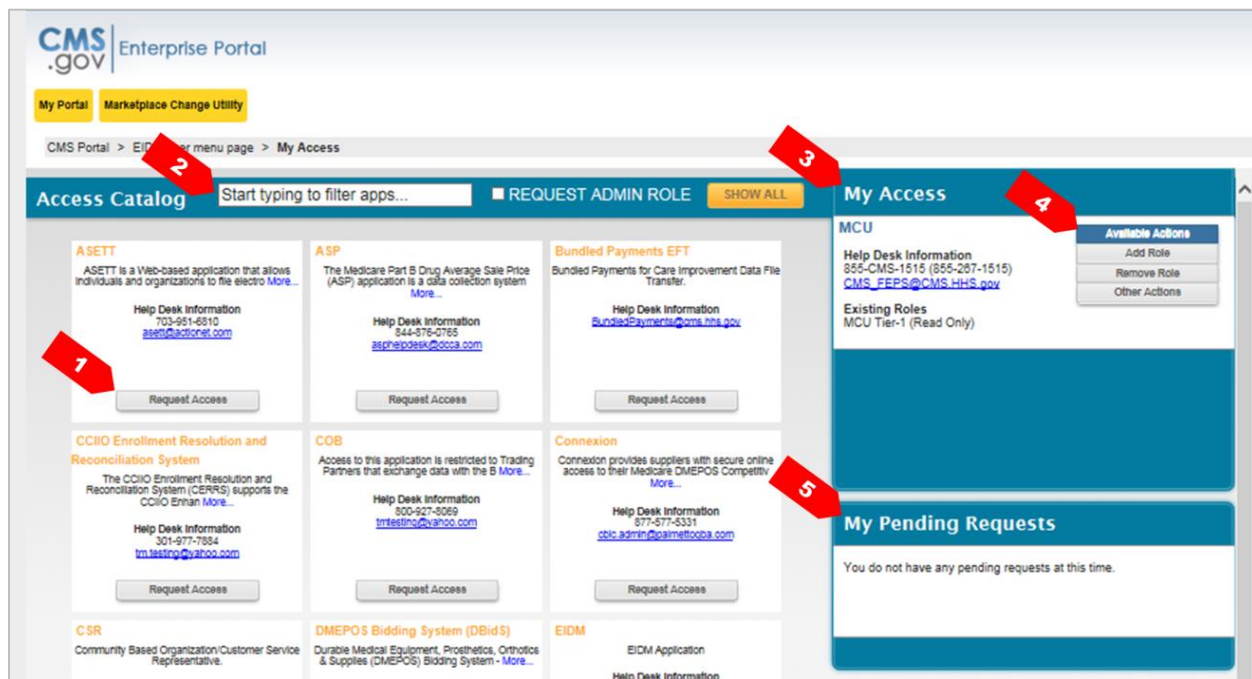 CMS
.gov
Enterprise Portal
My Portal
Marketplace Change Utility
CMS Portal > EID
er menu page > My Access
2
3
4
1
5
Access Catalog
Start typing to filter apps...
REQUEST ADMIN ROLE
SHOW ALL
ASETT
ASETT is a Web-based application that allows
individuals and organizations to file electro More...
Help Desk Information
703-951-6810
asett@actionet.com
Request Access
ASP
The Medicare Part B Drug Average Sale Price
(ASP) application is a data collection system
More...
Help Desk Information
844-876-0765
asphelpdesk@dcca.com
Request Access
Bundled Payments EFT
Bundled Payments for Care Improvement Data File
Transfer.
Help Desk Information
BundledPayments@cms.hhs.gov
Request Access
CCIIO Enrollment Resolution and
Reconciliation System
The CCIIO Enrollment Resolution and
Reconciliation System (CERRS) supports the
CCIIO Enhan More...
Help Desk Information
301-977-7884
tm.testing@yahoo.com
Request Access
COB
Access to this application is restricted to Trading
Partners that exchange data with the B More...
Help Desk Information
800-927-8069
tmtesting@yahoo.com
Request Access
Connexion
Connexion provides suppliers with secure online
access to their Medicare DMEPOS Competitiv
More...
Help Desk Information
877-577-5331
cbic.admin@palmettogba.com
Request Access
CSR
Community Based Organization/Customer Service
Representative.
DMEPOS Bidding System (DBidS)
Durable Medical Equipment, Prosthetics, Orthotics
& Supplies (DMEPOS) Bidding System - More...
EIDM
EIDM Application
Help Desk Information
My Access
MCU
Help Desk Information
855-CMS-1515 (855-267-1515)
CMS_FEPS@CMS.HHS.gov
Existing Roles
MCU Tier-1 (Read Only)
Available Actions
Add Role
Remove Role
Other Actions
My Pending Requests
You do not have any pending requests at this time.